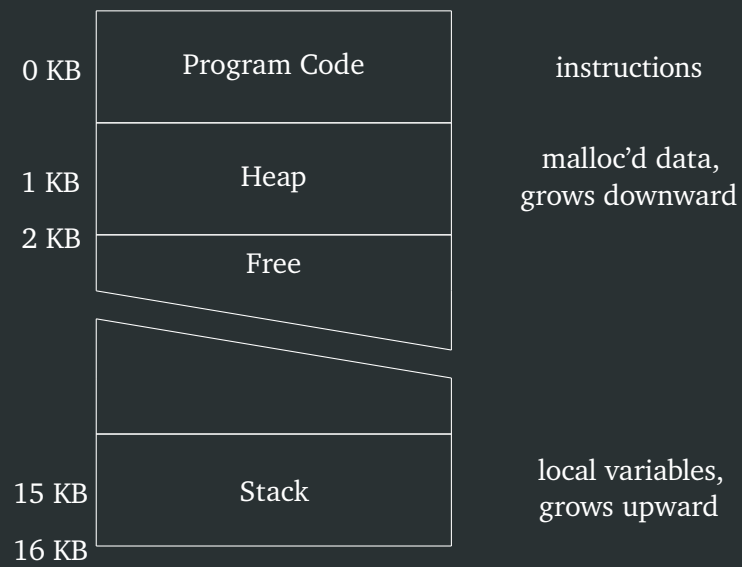 0 KB
Program Code
instructions
1 KB
Heap
malloc’d data,
grows downward
2 KB
Free
15 KB
Stack
local variables,
grows upward
16 KB